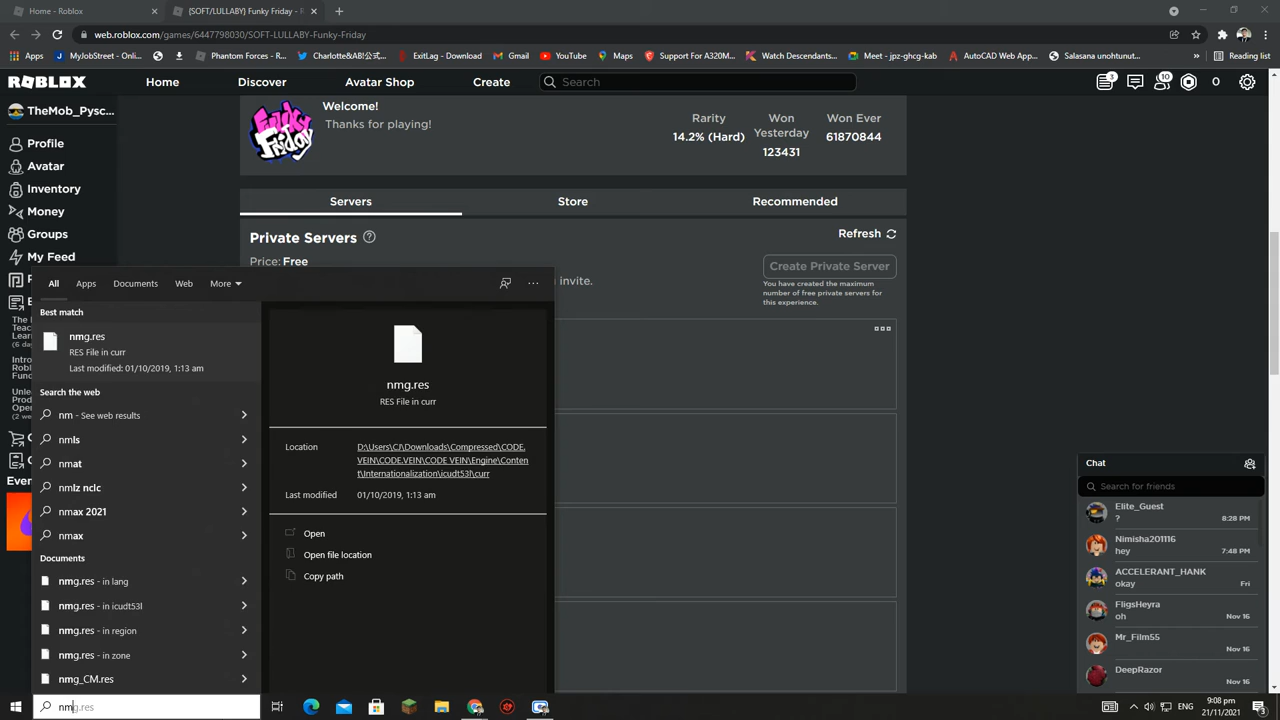 Home - Roblox
[SOFT/LULLABY] Funky Friday - R
web.roblox.com/games/6447798030/SOFT-LULLABY-Funky-Friday
Apps
MyJobStreet - Onli...
Phantom Forces - R...
Charlotte&AB!公式...
ExitLag - Download
Gmail
YouTube
Maps
Support For A320M...
Watch Descendants...
Meet - jpz-ghcg-kab
AutoCAD Web App...
Salasana unohtunut...
Reading list
ROBLOX
Home
Discover
Avatar Shop
Create
Search
3
10
0
TheMob_Pysc...
Profile
Avatar
Inventory
Money
Groups
My Feed
Welcome!
Thanks for playing!
Funky
Friday
Rarity
14.2% (Hard)
Won
Yesterday
123431
Won Ever
61870844
Servers
Store
Recommended
Private Servers
Refresh
Price: Free
invite.
Create Private Server
You have created the maximum
number of free private servers for
this experience.
All
Apps
Documents
Web
More
Best match
nmg.res
RES File in curr
Last modified: 01/10/2019, 1:13 am
Search the web
nm - See web results
nmls
nmat
nmlz nclc
nmax 2021
nmax
Documents
nmg.res - in lang
nmg.res - in icudt53l
nmg.res - in region
nmg.res - in zone
nmg_CM.res
nmg.res
nmg.res
RES File in curr
Location
D:\Users\CJ\Downloads\Compressed\CODE.
VEIN\CODE.VEIN\CODE VEIN\Engine\Conten
t\Internationalization\icudt53l\curr
Last modified
01/10/2019, 1:13 am
Open
Open file location
Copy path
Chat
Search for friends
Elite_Guest
?
8:28 PM
Nimisha201116
hey
7:48 PM
ACCELERANT_HANK
okay
Fri
FligsHeyra
oh
Nov 16
Mr_Film55
Nov 16
DeepRazor
Nov 16
9:08 pm
21/11/2021
3